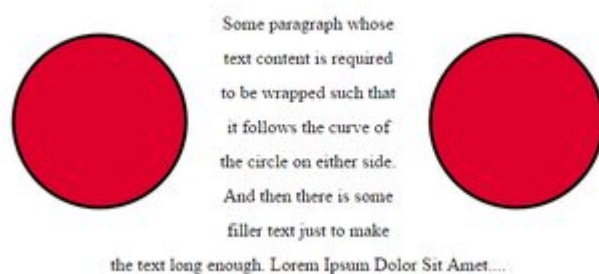 Some paragraph whose
text content is required
to be wrapped such that
it follows the curve of
the circle on either side.
And then there is some
filler text just to make
the text long enough. Lorem Ipsum Dolor Sit Amet....